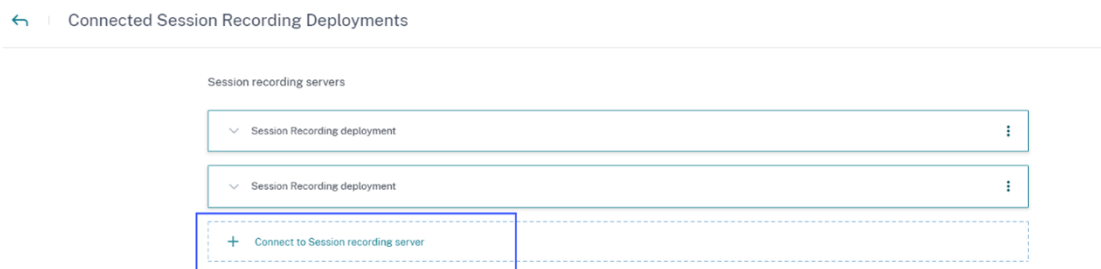 Connected Session Recording Deployments
Session recording servers
Session Recording deployment
Session Recording deployment
Connect to Session recording server